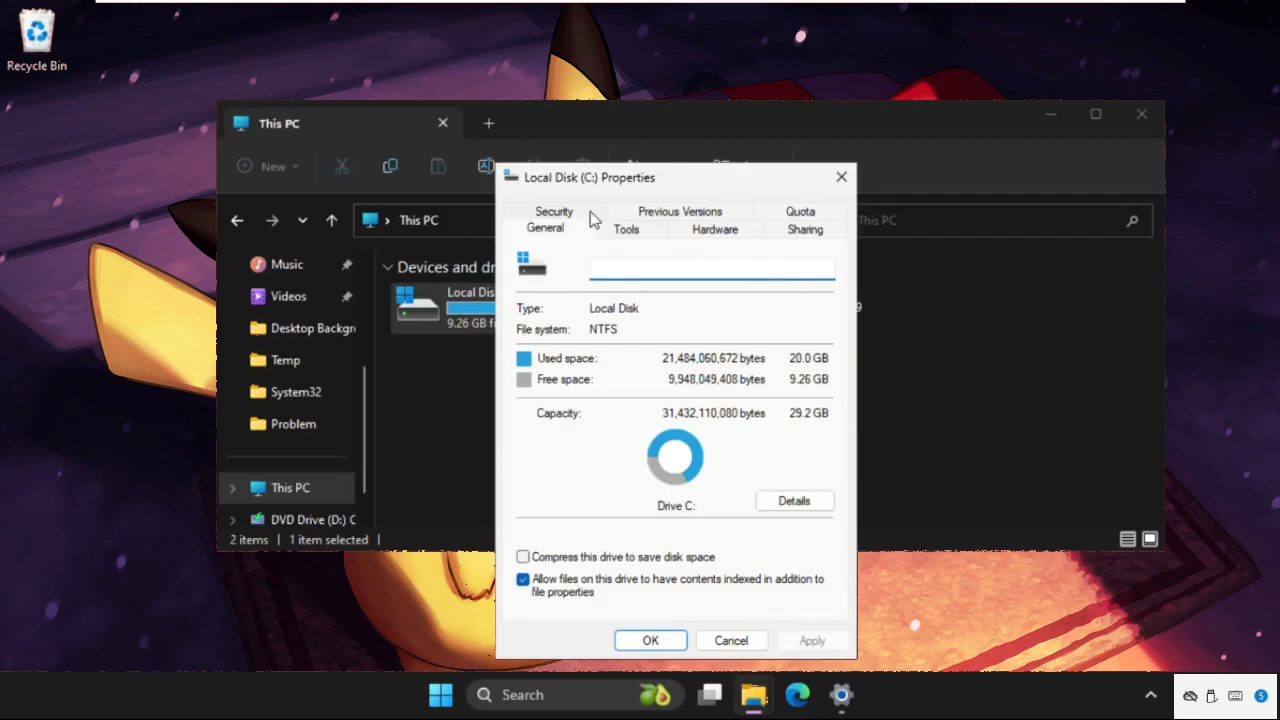 Recycle Bin
This PC
New
This PC
This PC
Music
Videos
Desktop Backgr
Temp
System32
Problem
This PC
DVD Drive (D:) C
Devices and dr
Local Dis
9.26 GB f
9
2 items
1 item selected
Local Disk (C:) Properties
Security
Previous Versions
Quota
General
Tools
Hardware
Sharing
Type: Local Disk
File system: NTFS
Used space: 21,484,060,672 bytes 20.0 GB
Free space: 9,948,049,408 bytes 9.26 GB
Capacity: 31,432,110,080 bytes 29.2 GB
Drive C:
Details
Compress this drive to save disk space
Allow files on this drive to have contents indexed in addition to
file properties
OK
Cancel
Apply
Search
5